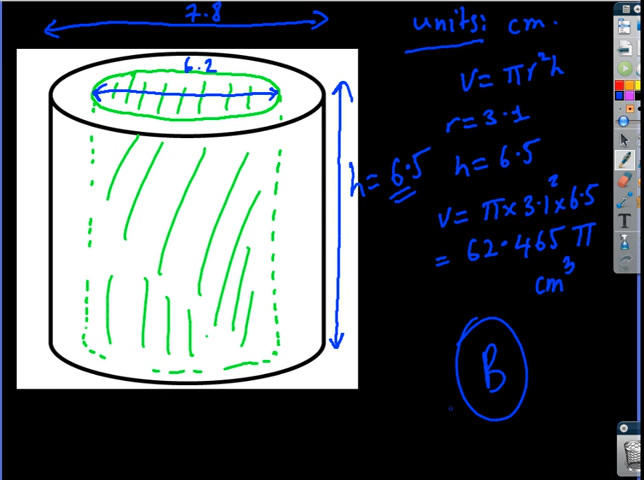 7.8
units: cm.
6.2
V = πr²h
r = 3.1
h = 6.5
h = 6.5
V = π × 3.1² × 6.5
= 62.465 π
cm³
B